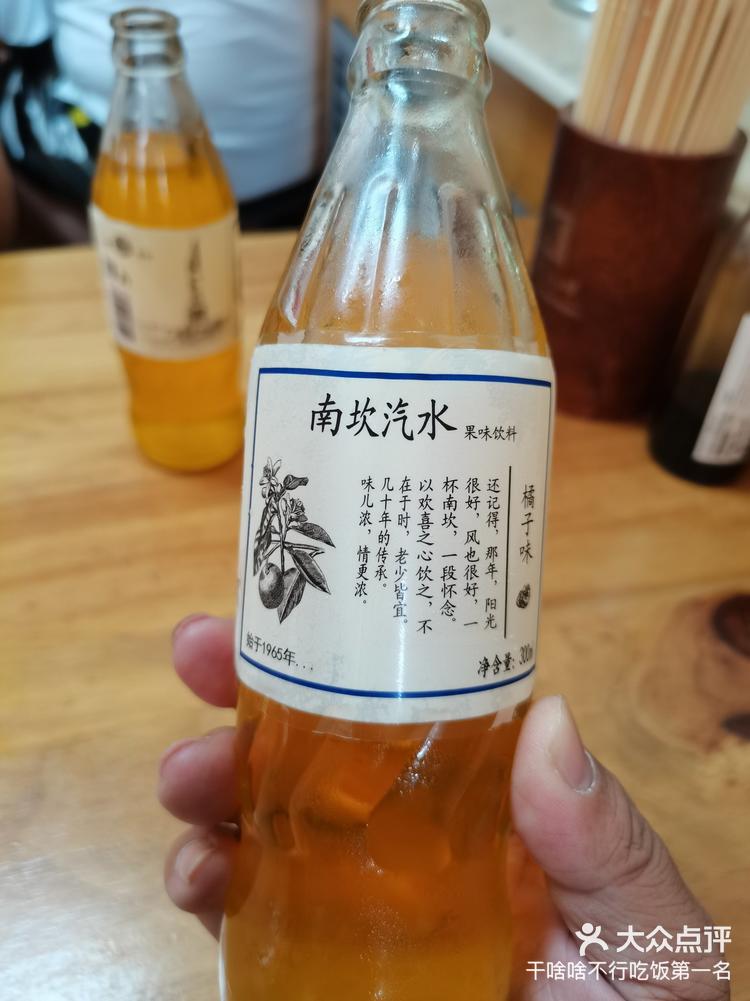 南坎汽水 果味饮料
橘子味
还记得，那年，阳光
很好，风也很好，一
杯南坎，一段怀念。
以欢喜之心饮之，不
在于时，老少皆宜。
几十年的传承。
味儿浓，情更浓。
始于1965年...
净含量：300m
大众点评
干啥啥不行吃饭第一名